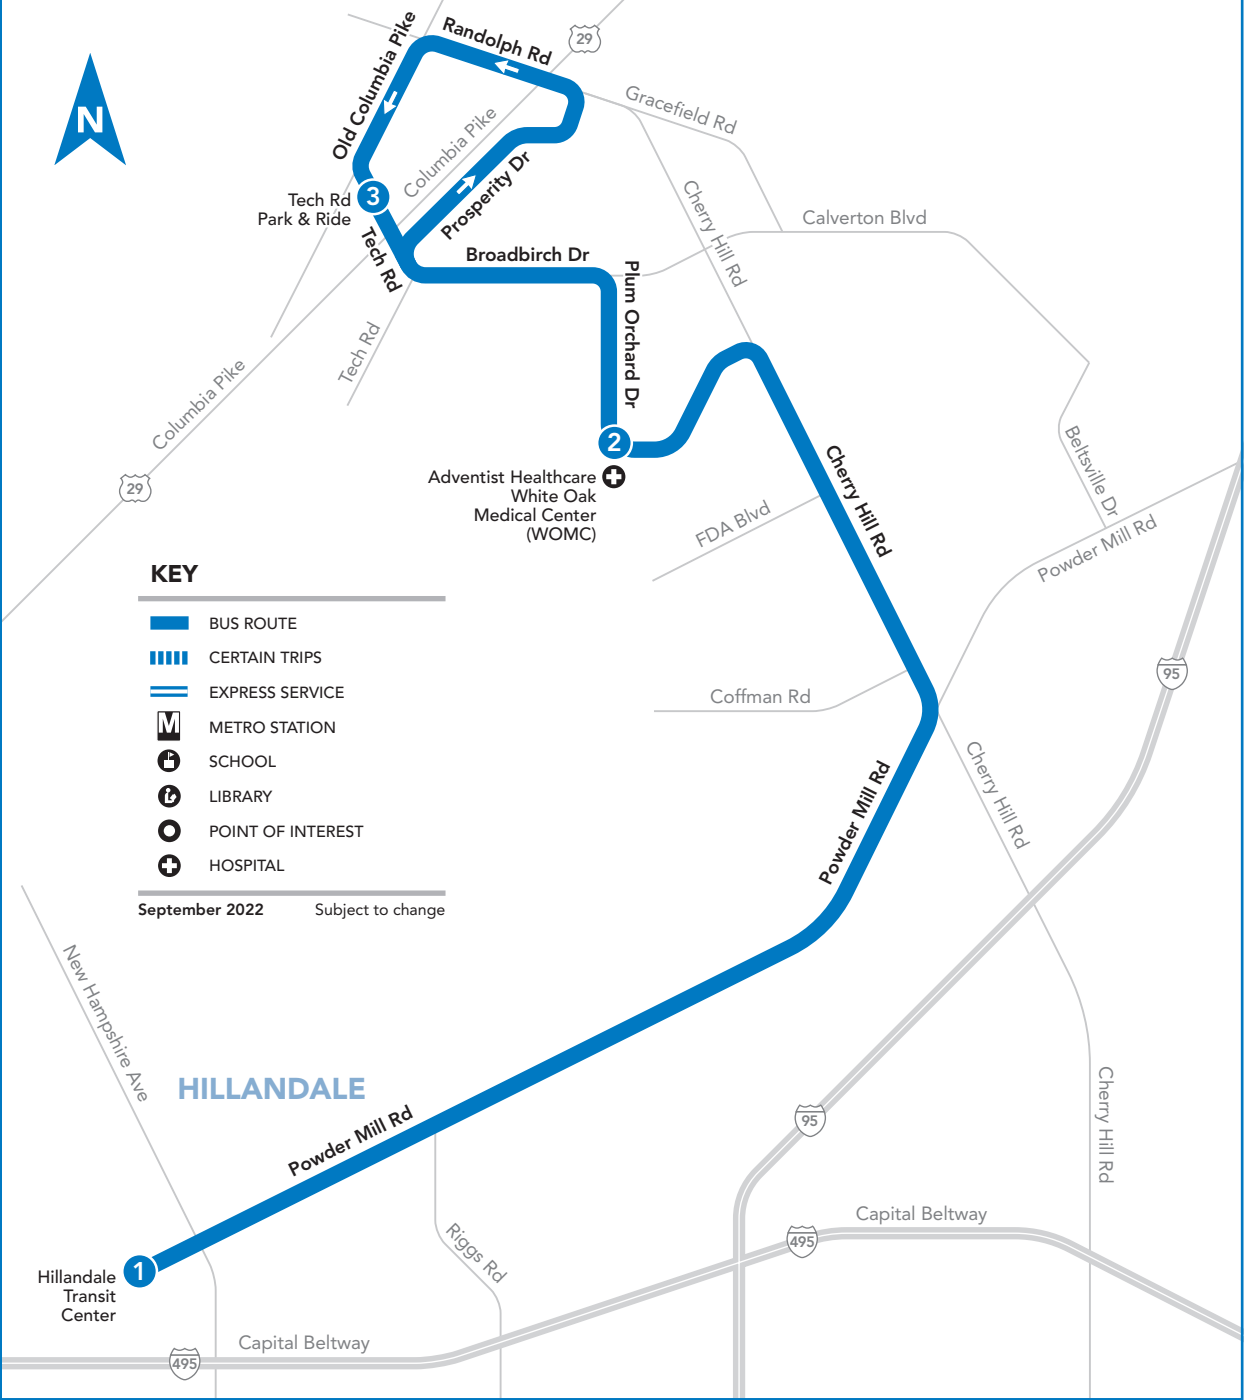 Old Columbia Pike
Randolph Rd
29
N
Gracefield Rd
Columbia Pike
Prosperity Dr
3
Tech Rd
Park & Ride
Cherry Hill Rd
Calverton Blvd
Tech Rd
Broadbirch Dr
Plum Orchard Dr
Tech Rd
Columbia Pike
29
2
Adventist Healthcare
White Oak
Medical Center
(WOMC)
Cherry Hill Rd
Beltsville Dr
FDA Blvd
Powder Mill Rd
KEY
BUS ROUTE
CERTAIN TRIPS
EXPRESS SERVICE
M
METRO STATION
SCHOOL
LIBRARY
POINT OF INTEREST
HOSPITAL
September 2022
Subject to change
95
Coffman Rd
Cherry Hill Rd
Powder Mill Rd
New Hampshire Ave
HILLANDALE
Powder Mill Rd
95
Cherry Hill Rd
Capital Beltway
495
Riggs Rd
1
Hillandale
Transit
Center
Capital Beltway
495